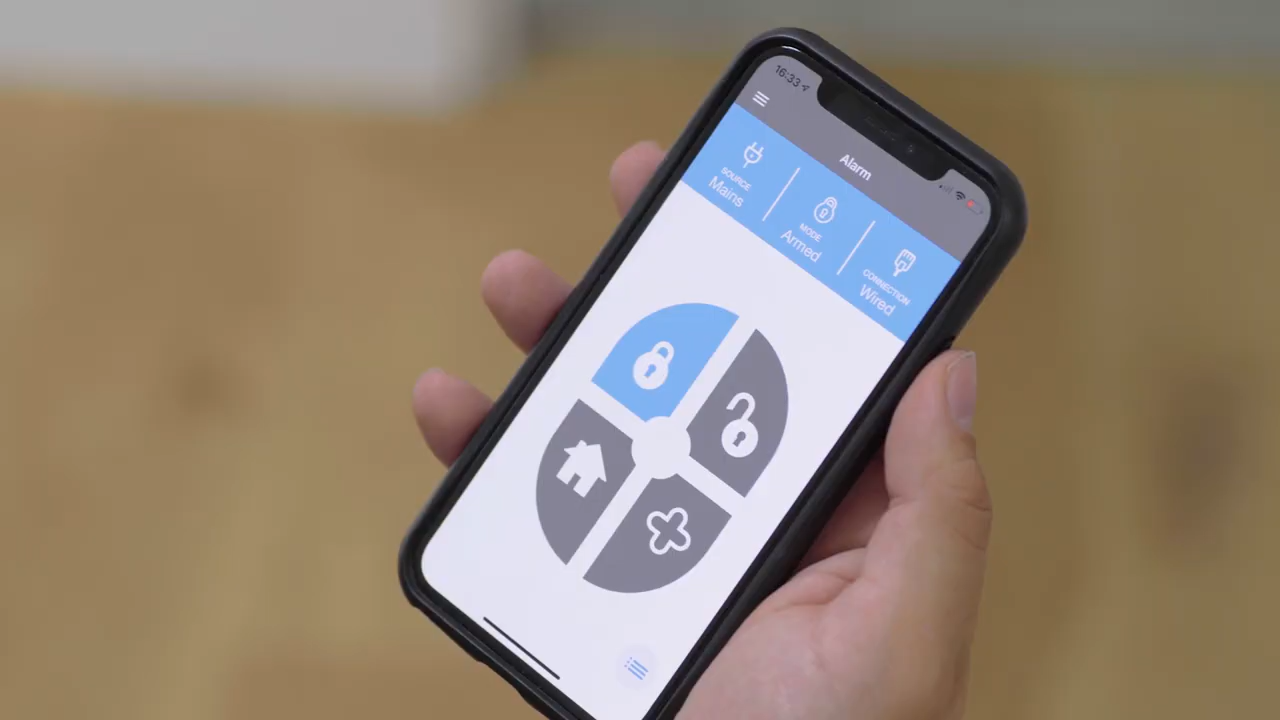 16:33
Alarm
SOURCE
Mains
MODE
Armed
CONNECTION
Wired